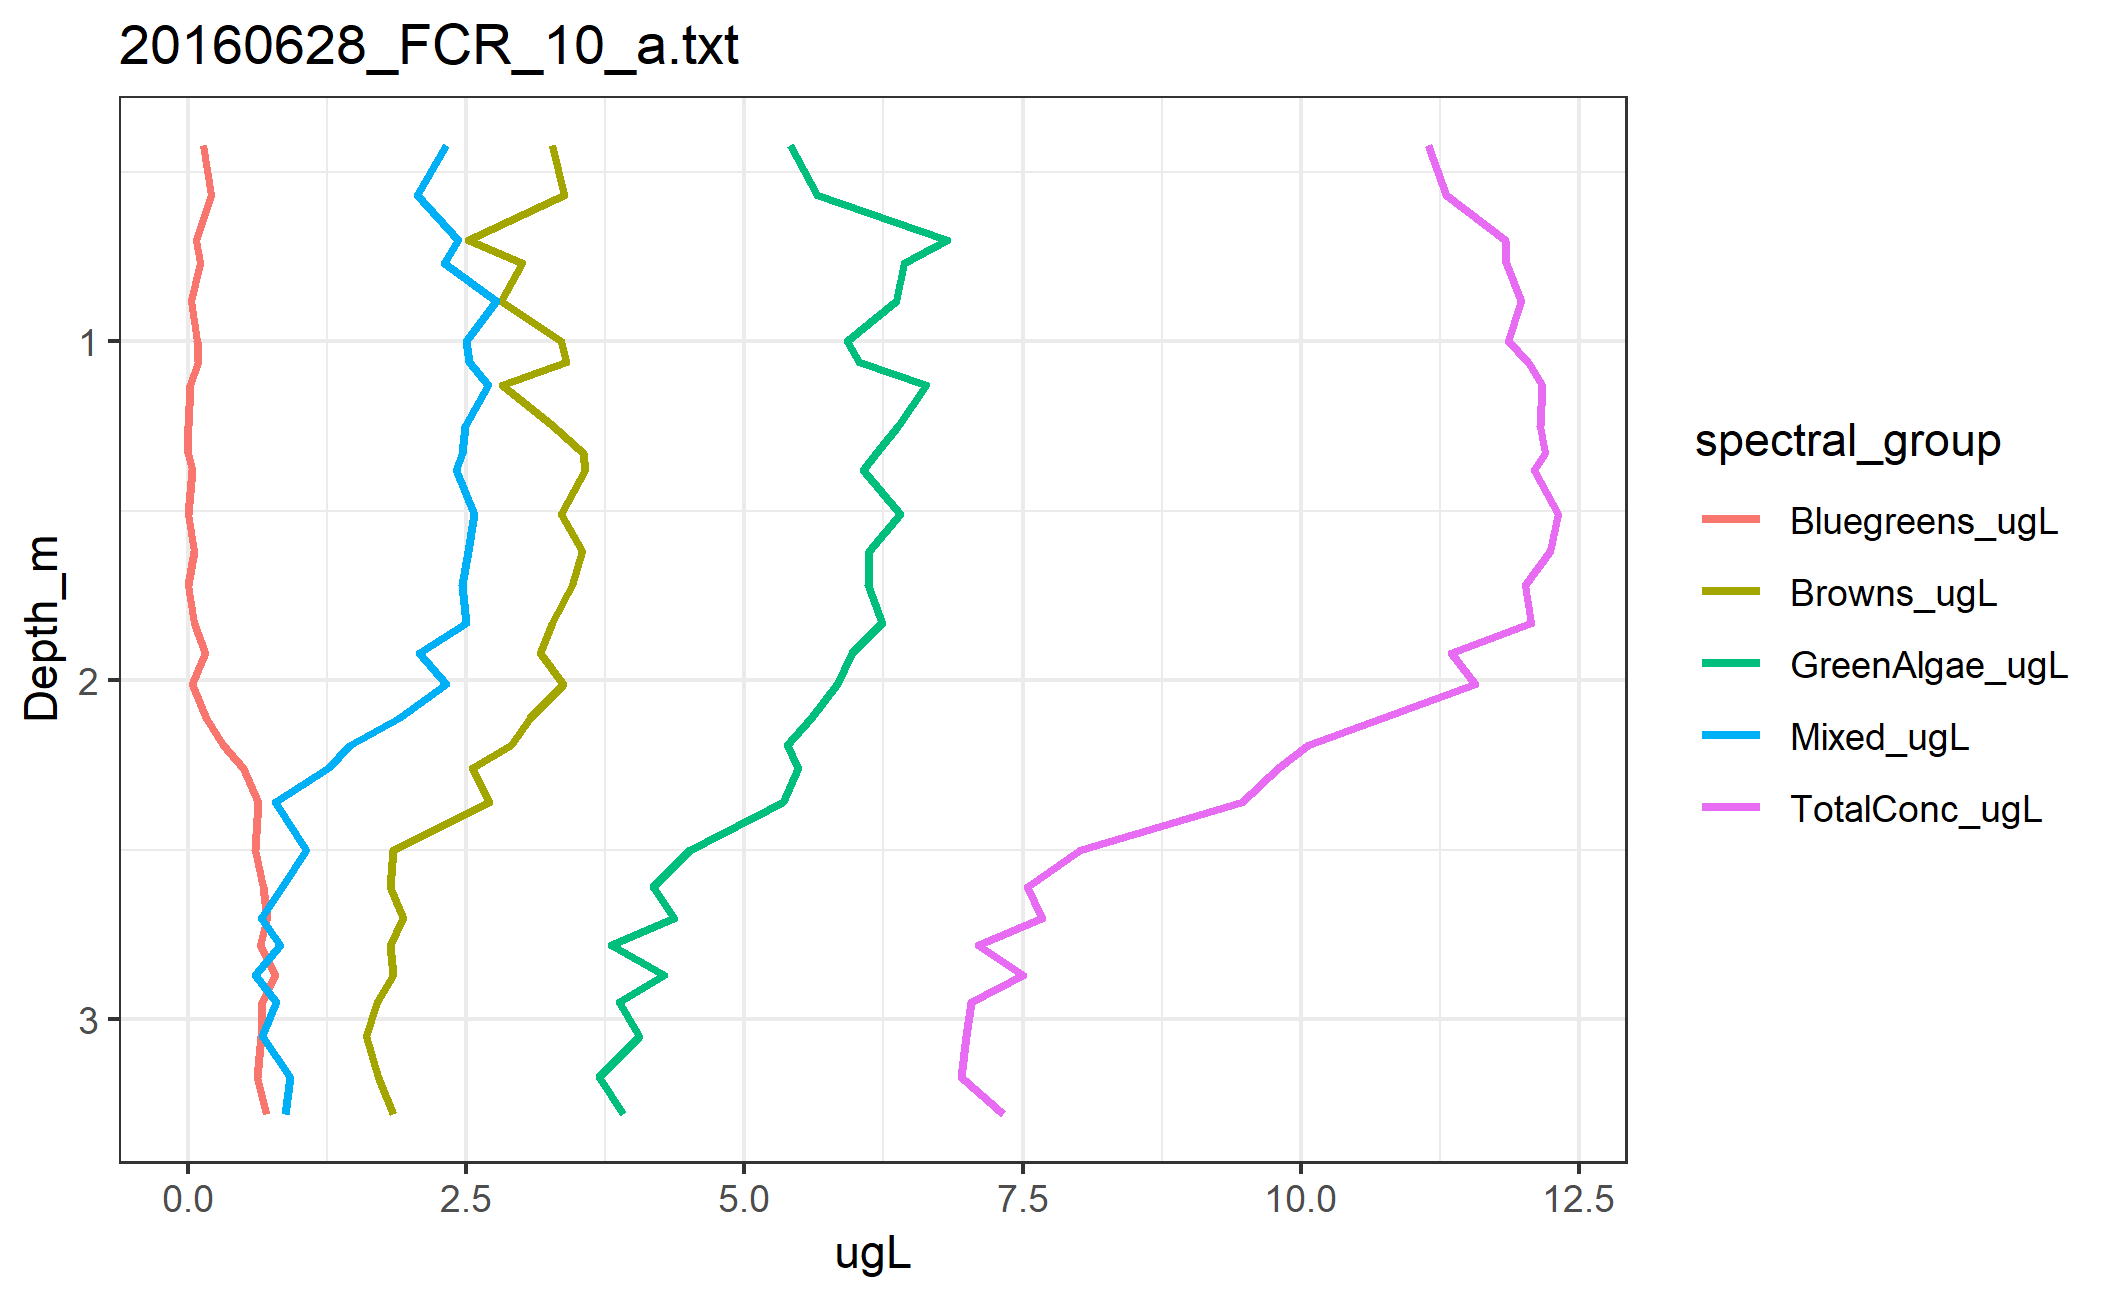 20160628_FCR_10_a.txt
Depth_m
1
2
3
0.0 2.5 5.0 7.5 10.0 12.5
ugL
spectral_group
Bluegreens_ugL
Browns_ugL
GreenAlgae_ugL
Mixed_ugL
TotalConc_ugL